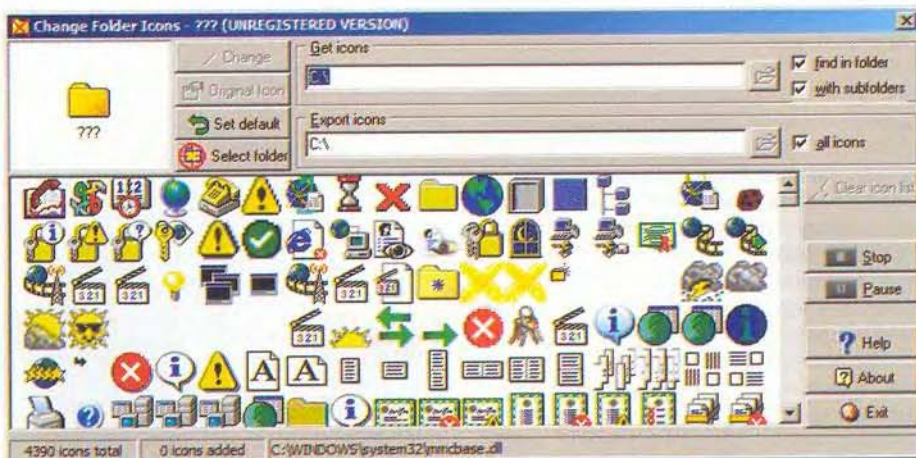 Change Folder Icons - ??? (UNREGISTERED VERSION)
???
Change
Original Icon
Set default
Select folder
Get icons
C:\
find in folder
with subfolders
Export icons
C:\
all icons
Clear icon list
Stop
Pause
Help
About
Exit
4390 icons total
0 icons added
C:\WINDOWS\system32\mmcbase.dll